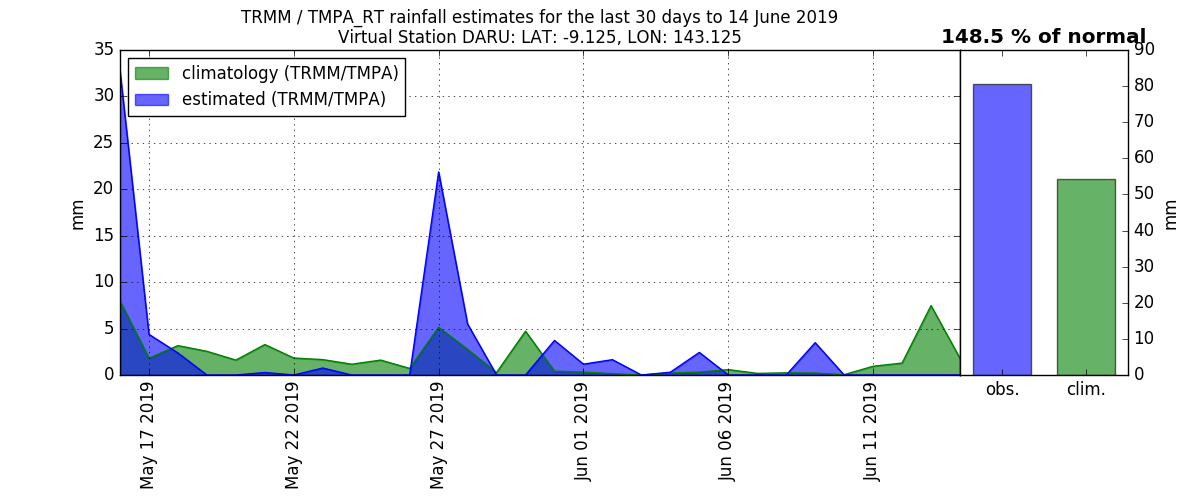 TRMM / TMPA_RT rainfall estimates for the last 30 days to 14 June 2019
Virtual Station DARU: LAT: -9.125, LON: 143.125
148.5 % of normal
climatology (TRMM/TMPA)
estimated (TRMM/TMPA)
mm
35
30
25
20
15
10
5
0
May 17 2019
May 22 2019
May 27 2019
Jun 01 2019
Jun 06 2019
Jun 11 2019
obs.
clim.
90
80
70
60
50
40
30
20
10
0
mm